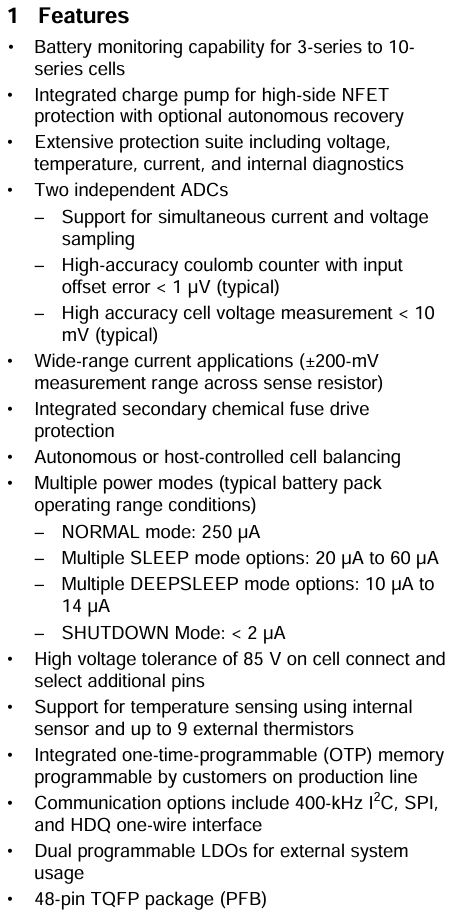 1 Features
• Battery monitoring capability for 3-series to 10-
series cells
• Integrated charge pump for high-side NFET
protection with optional autonomous recovery
• Extensive protection suite including voltage,
temperature, current, and internal diagnostics
• Two independent ADCs
– Support for simultaneous current and voltage
sampling
– High-accuracy coulomb counter with input
offset error < 1 µV (typical)
– High accuracy cell voltage measurement < 10
mV (typical)
• Wide-range current applications (±200-mV
measurement range across sense resistor)
• Integrated secondary chemical fuse drive
protection
• Autonomous or host-controlled cell balancing
• Multiple power modes (typical battery pack
operating range conditions)
– NORMAL mode: 250 µA
– Multiple SLEEP mode options: 20 µA to 60 µA
– Multiple DEEPSLEEP mode options: 10 µA to
14 µA
– SHUTDOWN Mode: < 2 µA
• High voltage tolerance of 85 V on cell connect and
select additional pins
• Support for temperature sensing using internal
sensor and up to 9 external thermistors
• Integrated one-time-programmable (OTP) memory
programmable by customers on production line
• Communication options include 400-kHz I²C, SPI,
and HDQ one-wire interface
• Dual programmable LDOs for external system
usage
• 48-pin TQFP package (PFB)